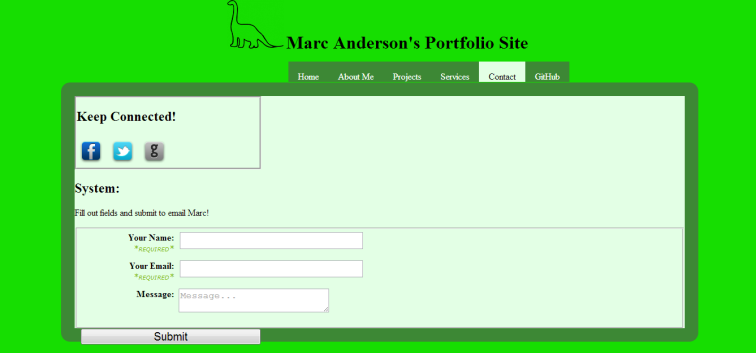 Marc Anderson's Portfolio Site
Home About Me Projects Services Contact GitHub
Keep Connected!
f g
System:
Fill out fields and submit to email Marc!
Your Name:
*REQUIRED*
Your Email:
*REQUIRED*
Message: Message...
Submit